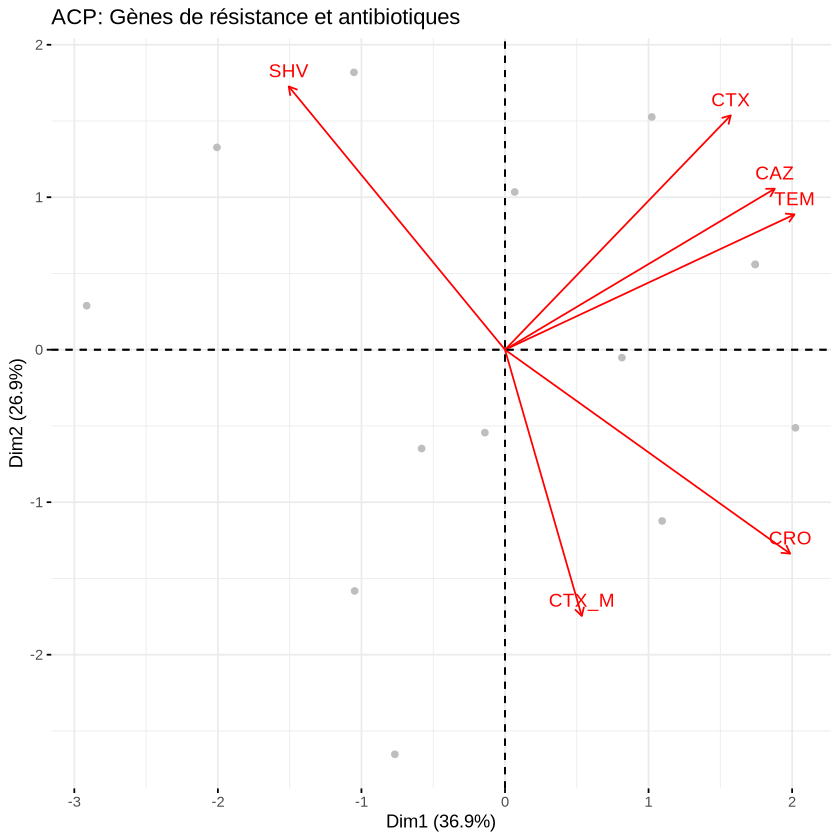 ACP: Gènes de résistance et antibiotiques
2
SHV
CTX
CAZ
TEM
1
0
Dim2 (26.9%)
-1
CRO
CTX_M
-2
-3 -2 -1 0 1 2
Dim1 (36.9%)